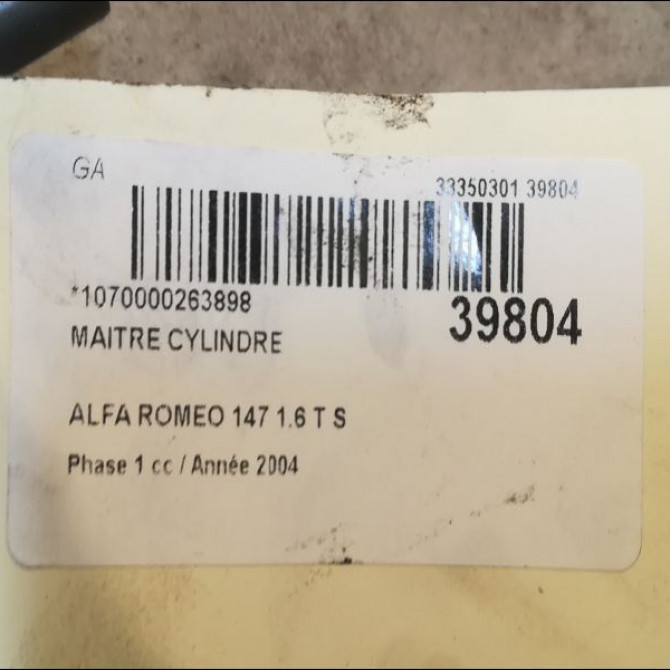 GA
33350301 39804
*1070000263898
39804
MAITRE CYLINDRE
ALFA ROMEO 147 1.6 T S
Phase 1 cc / Année 2004